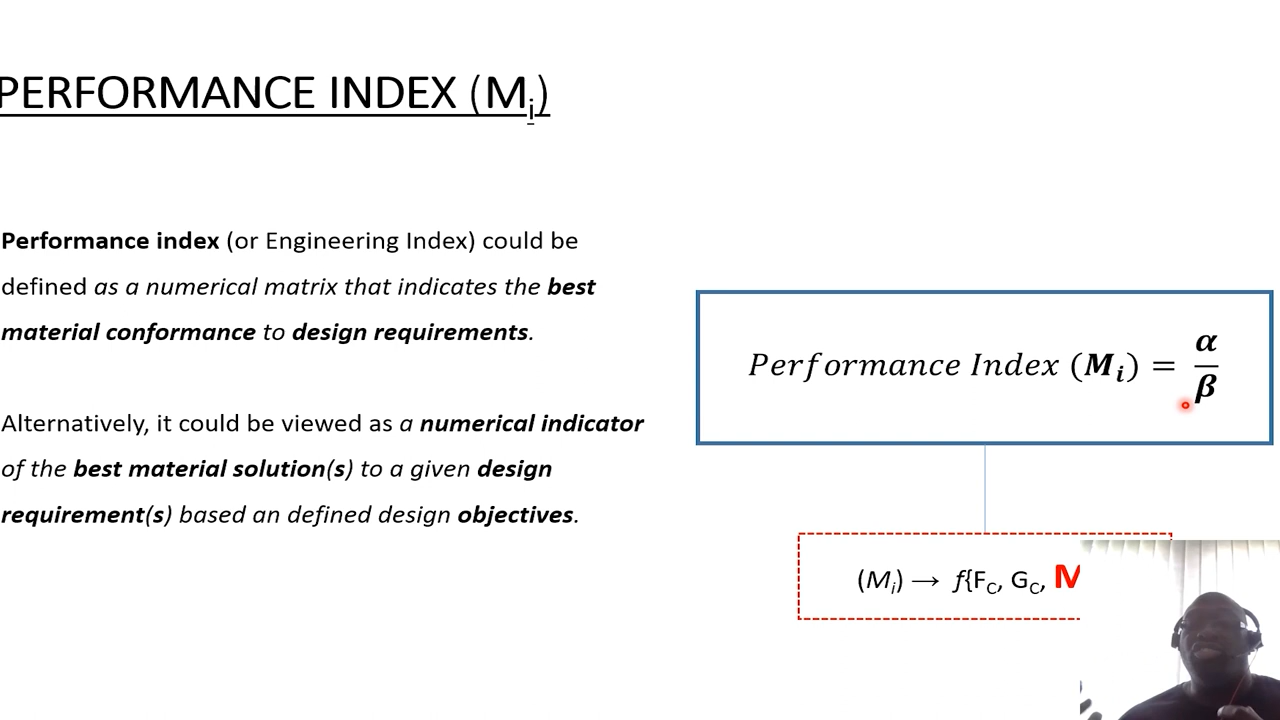 PERFORMANCE INDEX (Mi)
Performance index (or Engineering Index) could be
defined as a numerical matrix that indicates the best
material conformance to design requirements.
Alternatively, it could be viewed as a numerical indicator
of the best material solution(s) to a given design
requirement(s) based an defined design objectives.
Performance Index (Mi) = α/β
(Mi) → f{FC, GC, M